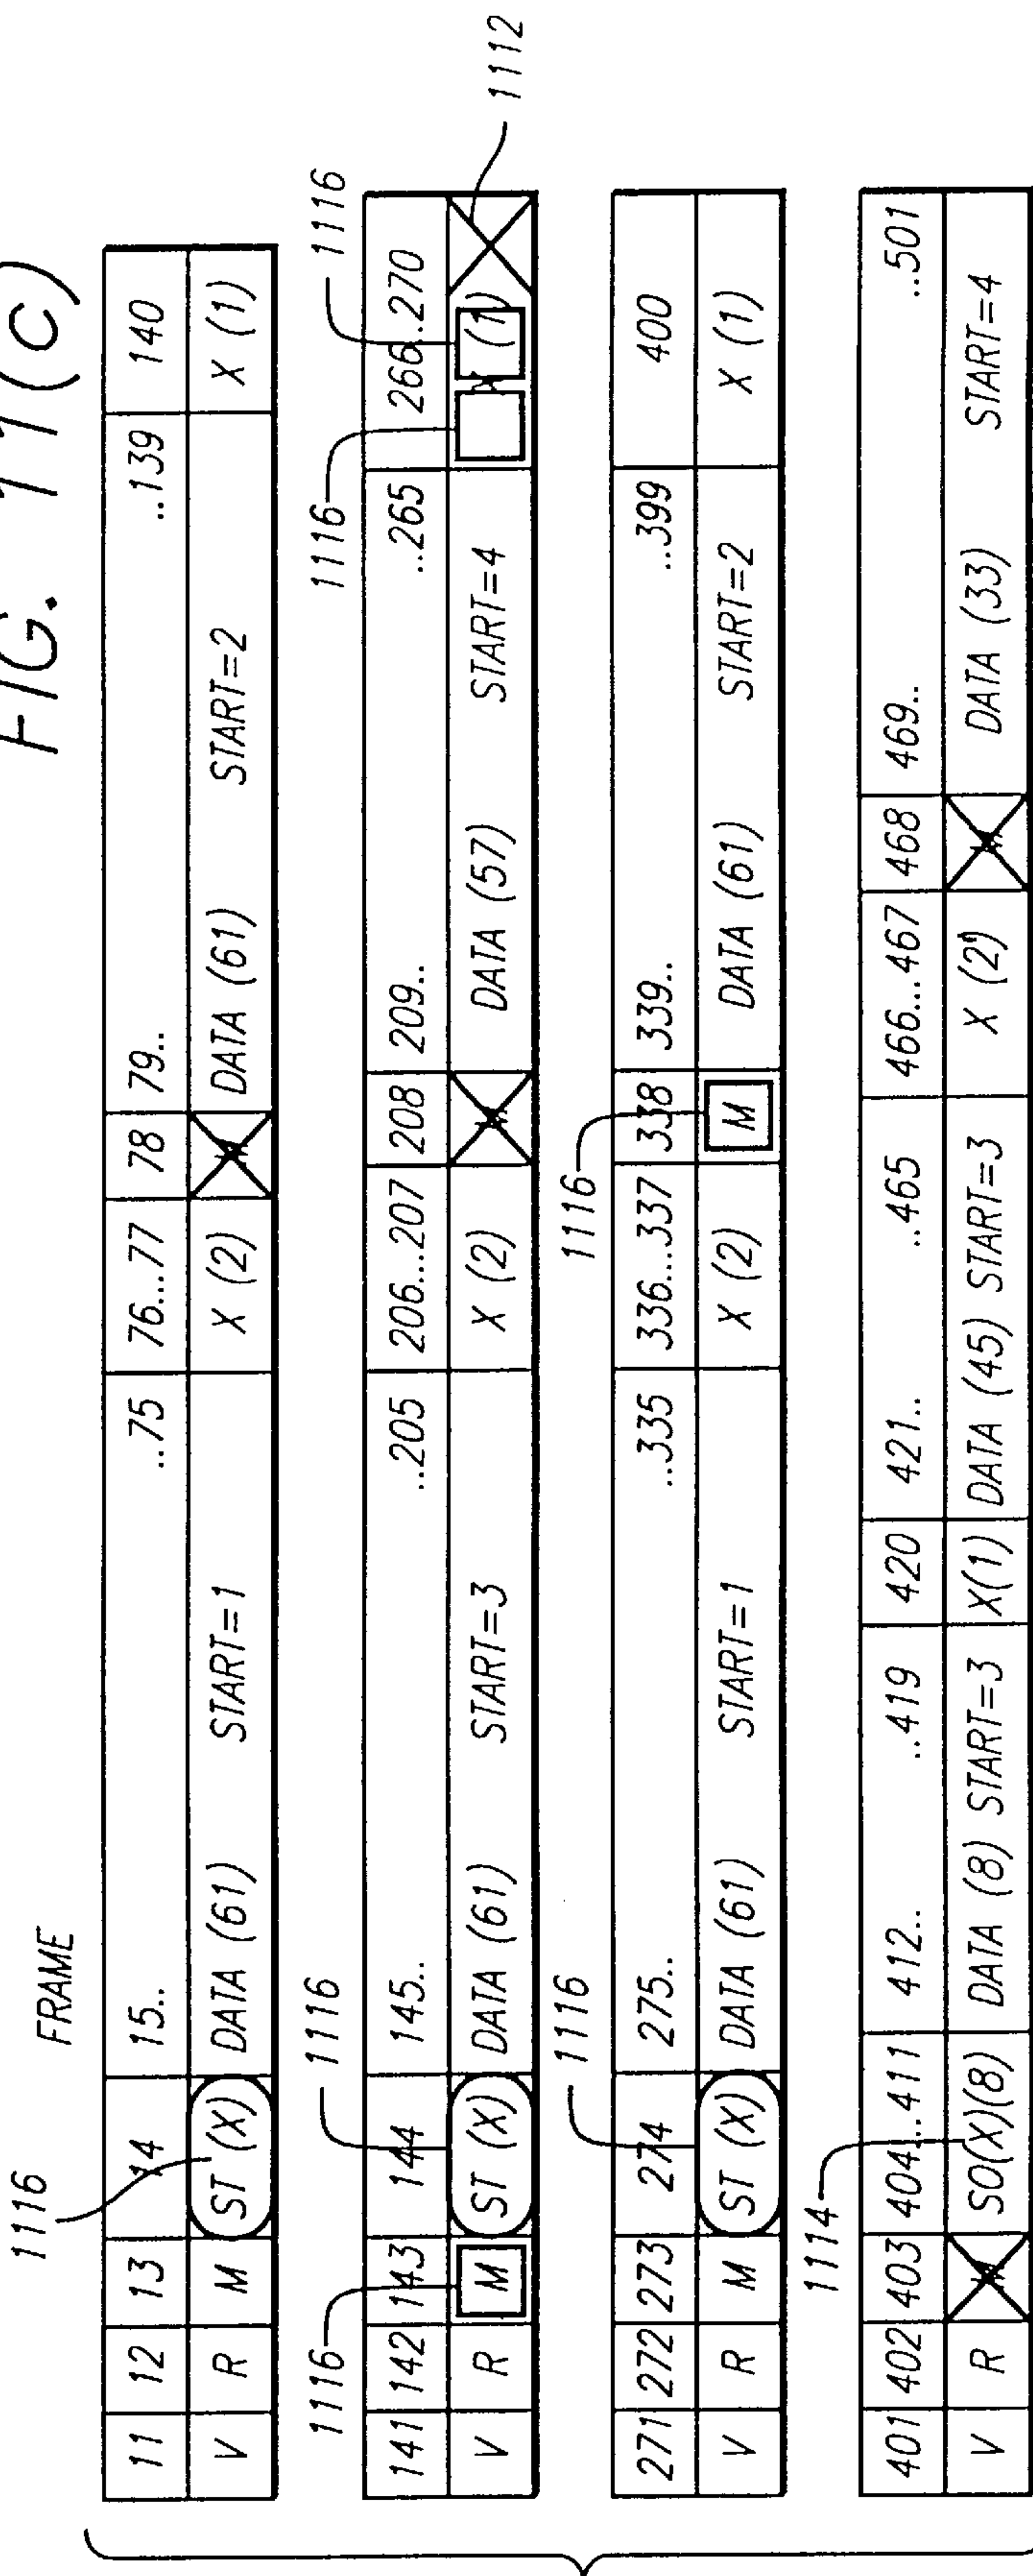 FIG. 11(C)
FRAME
1116
11 12 13 14 15.. ..75 76...77 78 79.. ..139 140
V R M ST (X) DATA (61) START=1 X (2) M DATA (61) START=2 X (1)
1116 1116 1116 1116 1112
141 142 143 144 145.. ..205 206...207 208 209.. ..265 266..270
V R M ST (X) DATA (61) START=3 X (2) M DATA (57) START=4 X (1)
1116 1116
271 272 273 274 275.. ..335 336...337 338 339.. ..399 400
V R M ST (X) DATA (61) START=1 X (2) M DATA (61) START=2 X (1)
1114
401 402 403 404...411 412.. ..419 420 421.. ..465 466...467 468 469.. ..501
V R M SO(X)(8) DATA (8) START=3 X(1) DATA (45) START=3 X (2) M DATA (33) START=4